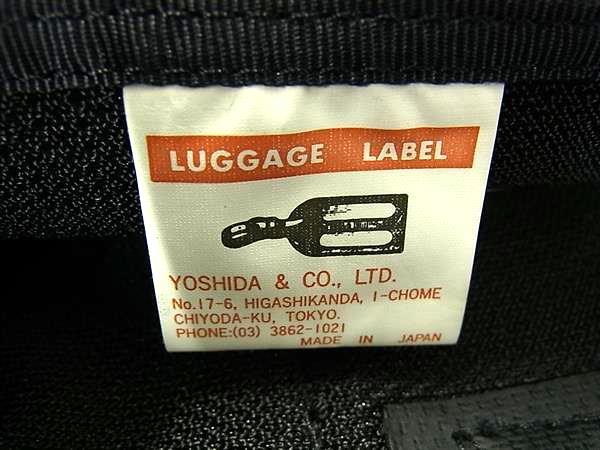 LUGGAGE LABEL
YOSHIDA & CO., LTD.
No.17-6, HIGASHIKANDA, 1-CHOME
CHIYODA-KU, TOKYO.
PHONE:(03) 3862-1021
MADE IN JAPAN